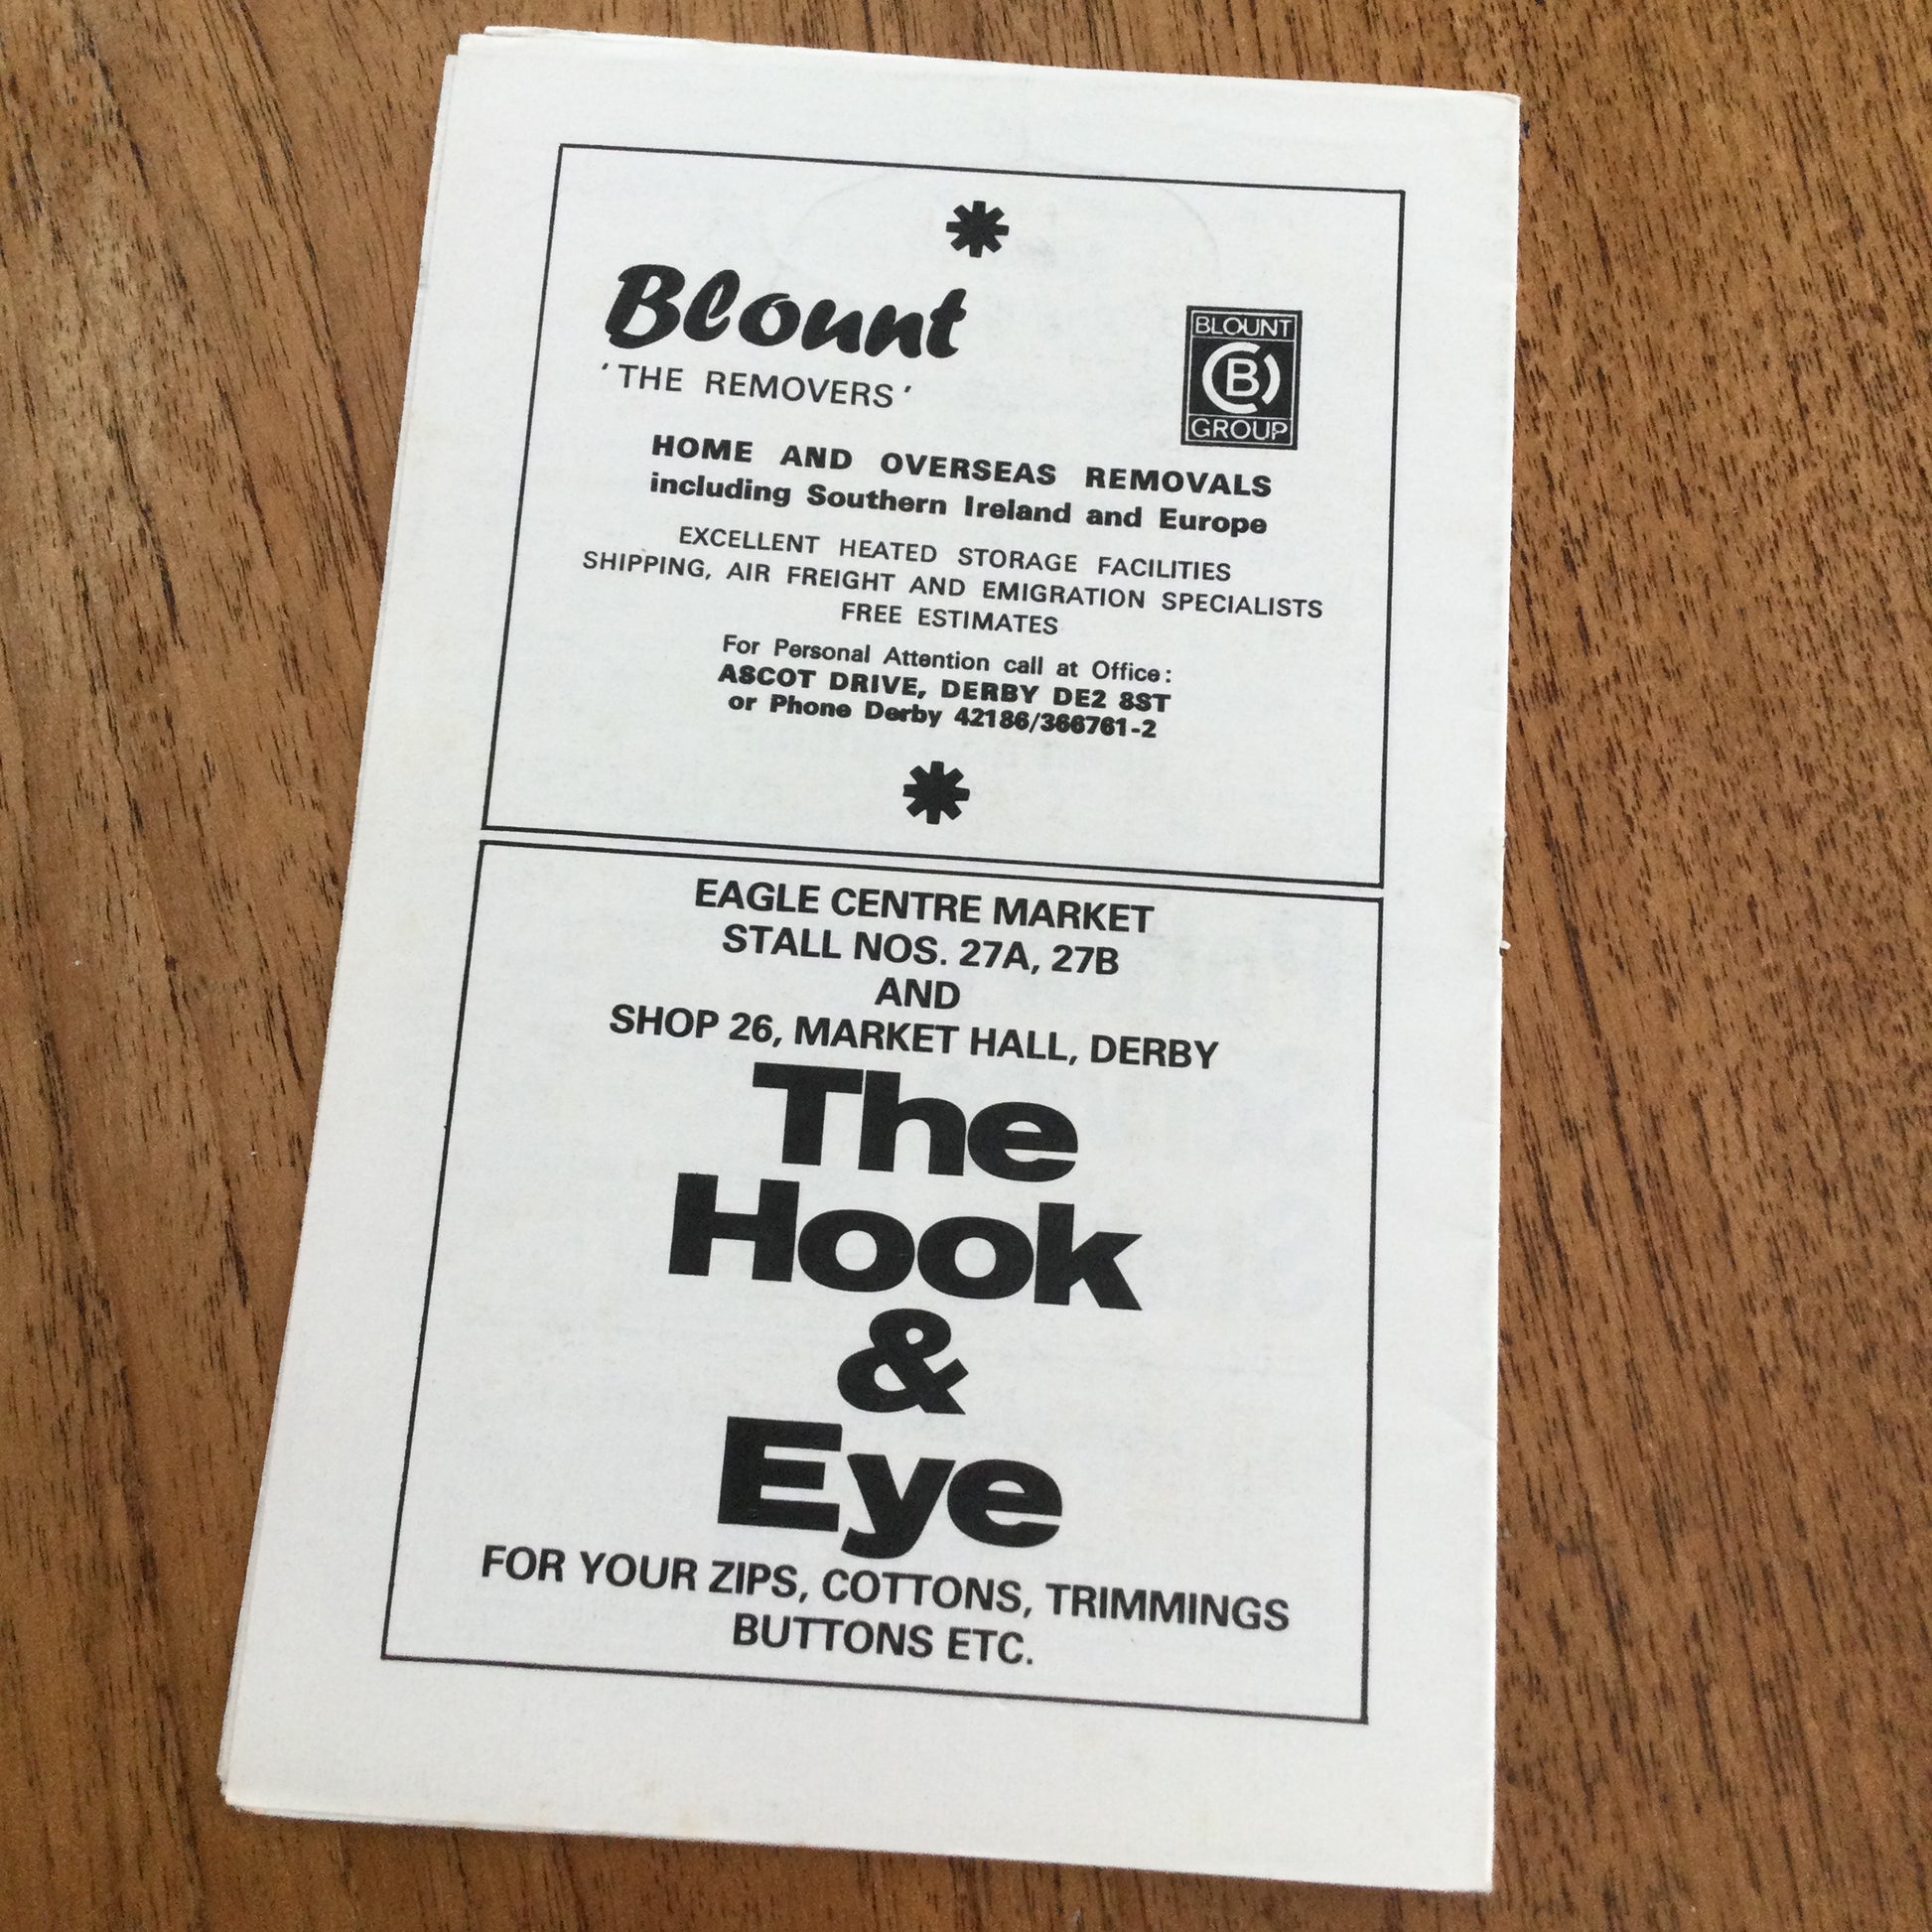 Blount
'THE REMOVERS'
BLOUNT
CB
GROUP
HOME AND OVERSEAS REMOVALS
including Southern Ireland and Europe
EXCELLENT HEATED STORAGE FACILITIES
SHIPPING, AIR FREIGHT AND EMIGRATION SPECIALISTS
FREE ESTIMATES
For Personal Attention call at Office:
ASCOT DRIVE, DERBY DE2 8ST
or Phone Derby 42186/366761-2
EAGLE CENTRE MARKET
STALL NOS. 27A, 27B
AND
SHOP 26, MARKET HALL, DERBY
The
Hook
&
Eye
FOR YOUR ZIPS, COTTONS, TRIMMINGS
BUTTONS ETC.